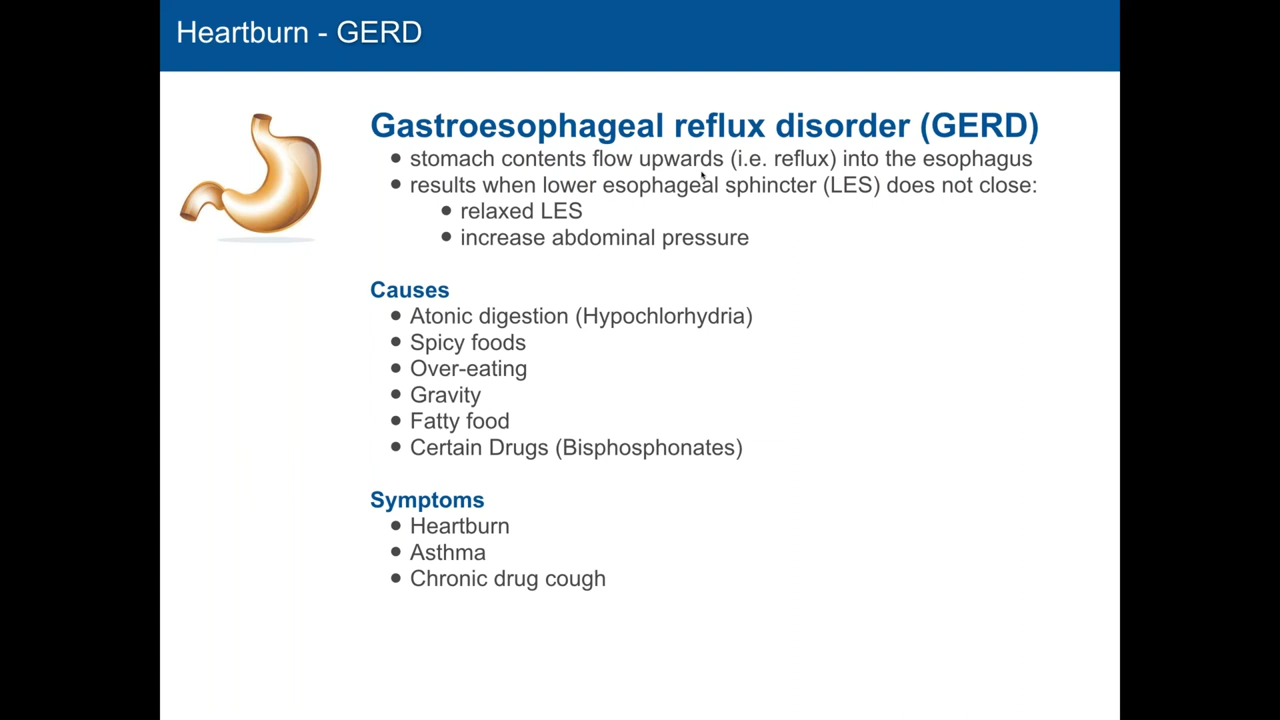 Heartburn - GERD
Gastroesophageal reflux disorder (GERD)
• stomach contents flow upwards (i.e. reflux) into the esophagus
• results when lower esophageal sphincter (LES) does not close:
• relaxed LES
• increase abdominal pressure
Causes
• Atonic digestion (Hypochlorhydria)
• Spicy foods
• Over-eating
• Gravity
• Fatty food
• Certain Drugs (Bisphosphonates)
Symptoms
• Heartburn
• Asthma
• Chronic drug cough